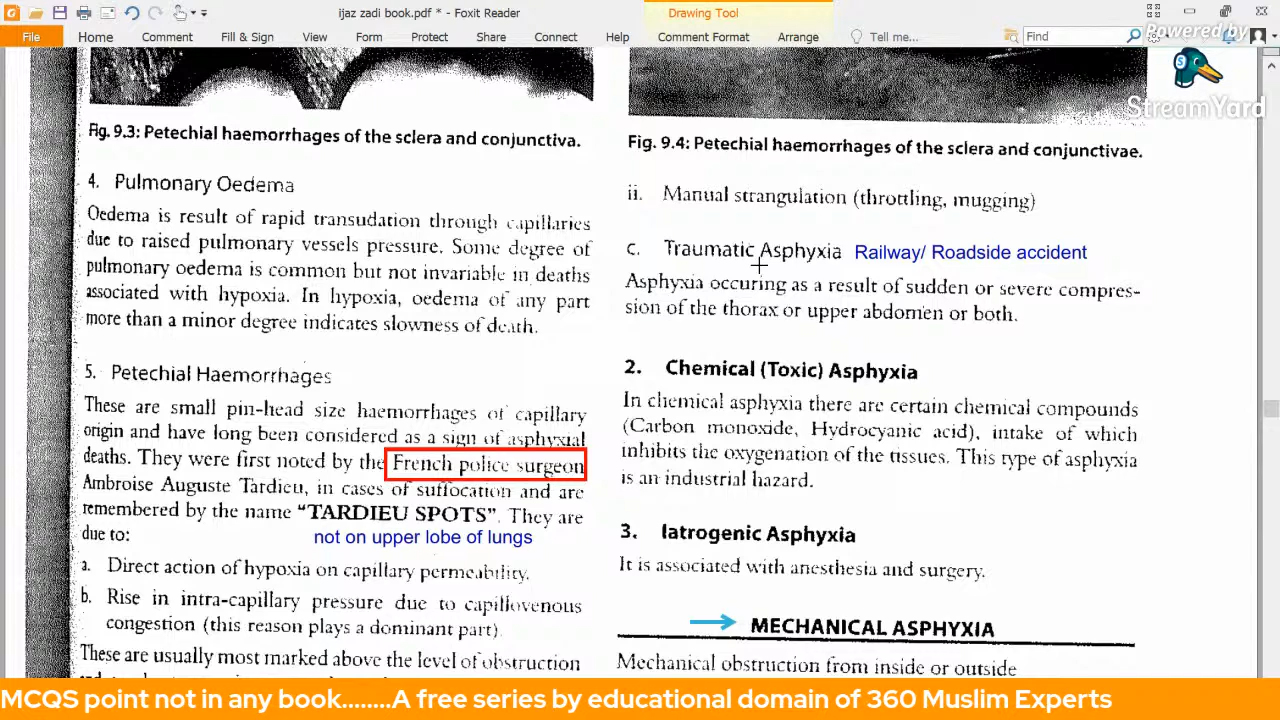 ijaz zadi book.pdf * - Foxit Reader
Drawing Tool
File Home Comment Fill & Sign View Form Protect Share Connect Help Comment Format Arrange Tell me... Find
Powered by
StreamYard
Fig. 9.3: Petechial haemorrhages of the sclera and conjunctiva.
4. Pulmonary Oedema
Oedema is result of rapid transudation through capillaries
due to raised pulmonary vessels pressure. Some degree of
pulmonary oedema is common but not invariable in deaths
associated with hypoxia. In hypoxia, oedema of any part
more than a minor degree indicates slowness of death.
5. Petechial Haemorrhages
These are small pin-head size haemorrhages of capillary
origin and have long been considered as a sign of asphyxial
deaths. They were first noted by the French police surgeon
Ambroise Auguste Tardieu, in cases of suffocation and are
remembered by the name "TARDIEU SPOTS". They are
due to:
not on upper lobe of lungs
a. Direct action of hypoxia on capillary permeability.
b. Rise in intra-capillary pressure due to capillovenous
congestion (this reason plays a dominant part).
These are usually most marked above the level of obstruction
Fig. 9.4: Petechial haemorrhages of the sclera and conjunctivae.
ii. Manual strangulation (throttling, mugging)
c. Traumatic Asphyxia Railway/ Roadside accident
Asphyxia occuring as a result of sudden or severe compres-
sion of the thorax or upper abdomen or both.
2. Chemical (Toxic) Asphyxia
In chemical asphyxia there are certain chemical compounds
(Carbon monoxide, Hydrocyanic acid), intake of which
inhibits the oxygenation of the tissues. This type of asphyxia
is an industrial hazard.
3. Iatrogenic Asphyxia
It is associated with anesthesia and surgery.
MECHANICAL ASPHYXIA
Mechanical obstruction from inside or outside
MCQS point not in any book........A free series by educational domain of 360 Muslim Experts